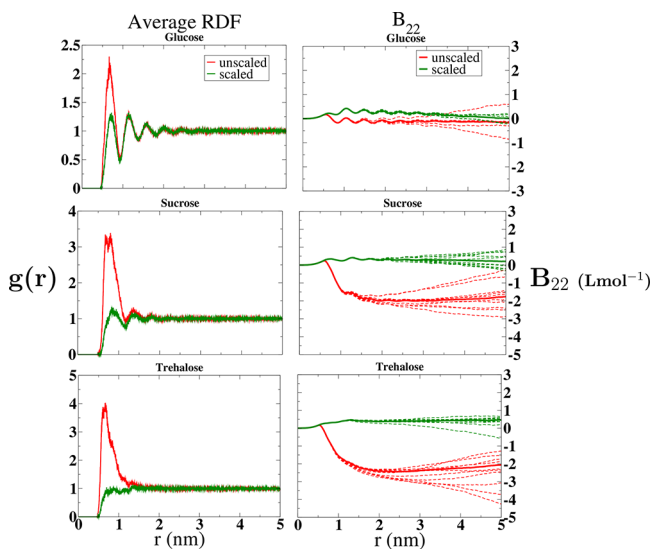 Average RDF
B22
Glucose
Glucose
unscaled
scaled
unscaled
scaled
2.5
2
1.5
1
0.5
0
3
2
1
0
-1
-2
-3
Sucrose
Sucrose
4
3
2
1
0
3
2
1
0
-1
-2
-3
-4
-5
g(r)
B22 (Lmol−1)
Trehalose
Trehalose
5
4
3
2
1
0
3
2
1
0
-1
-2
-3
-4
-5
0 1 2 3 4 5
0 1 2 3 4 5
r (nm)
r (nm)